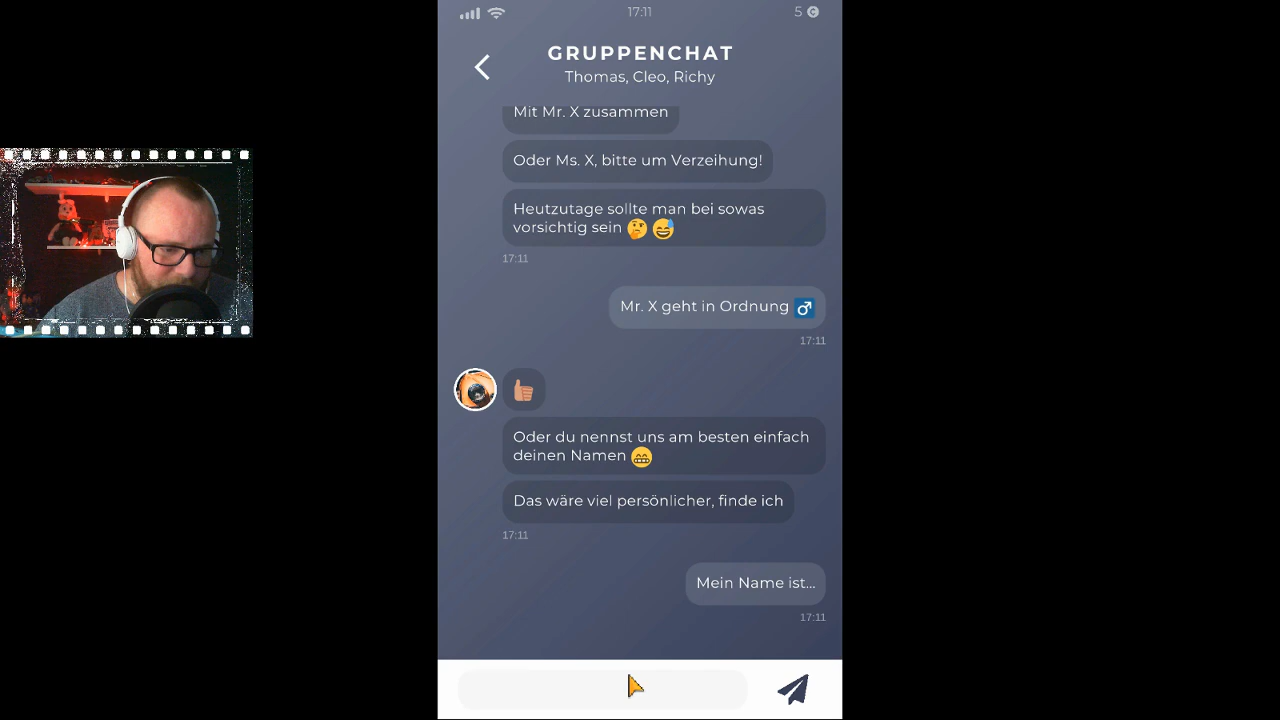 17:11
5
GRUPPENCHAT
Thomas, Cleo, Richy
Mit Mr. X zusammen
Oder Ms. X, bitte um Verzeihung!
Heutzutage sollte man bei sowas
vorsichtig sein 🤔 😅
17:11
Mr. X geht in Ordnung ♂️
17:11
👍🏽
Oder du nennst uns am besten einfach
deinen Namen 😁
Das wäre viel persönlicher, finde ich
17:11
Mein Name ist...
17:11